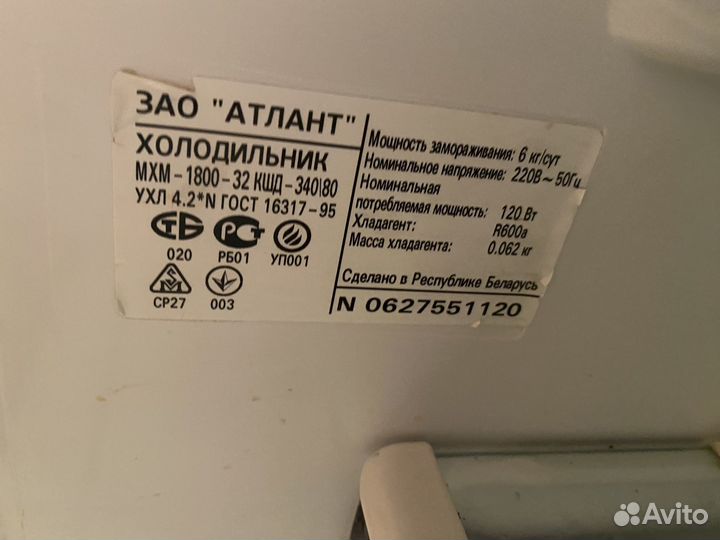 ЗАО "АТЛАНТ"
ХОЛОДИЛЬНИК
МХМ-1800-32 КШД-340\80
УХЛ 4.2*N ГОСТ 16317-95
020 РБ01 УП001
СР27 003
Мощность замораживания: 6 кг/сут
Номинальное напряжение: 220В~50Гц
Номинальная
потребляемая мощность: 120 Вт
Хладагент: R600a
Масса хладагента: 0.062 кг
Сделано в Республике Беларусь
N 0627551120
Avito